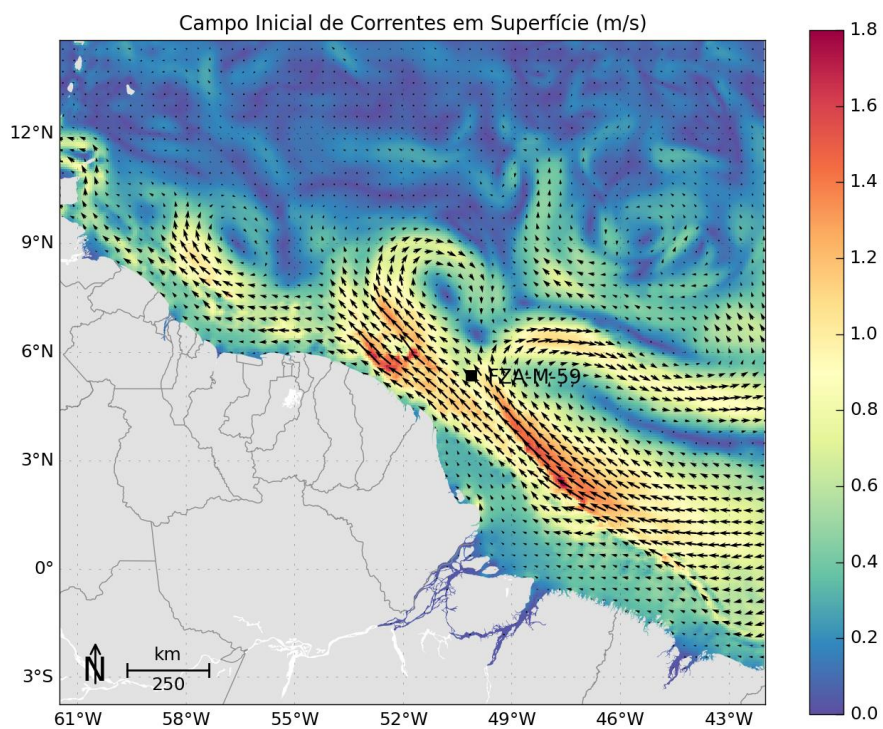 Campo Inicial de Correntes em Superfície (m/s)
12°N
9°N
6°N
3°N
0°
3°S
61°W
58°W
55°W
52°W
49°W
46°W
43°W
FZA-M-59
N
km
250
1.8
1.6
1.4
1.2
1.0
0.8
0.6
0.4
0.2
0.0